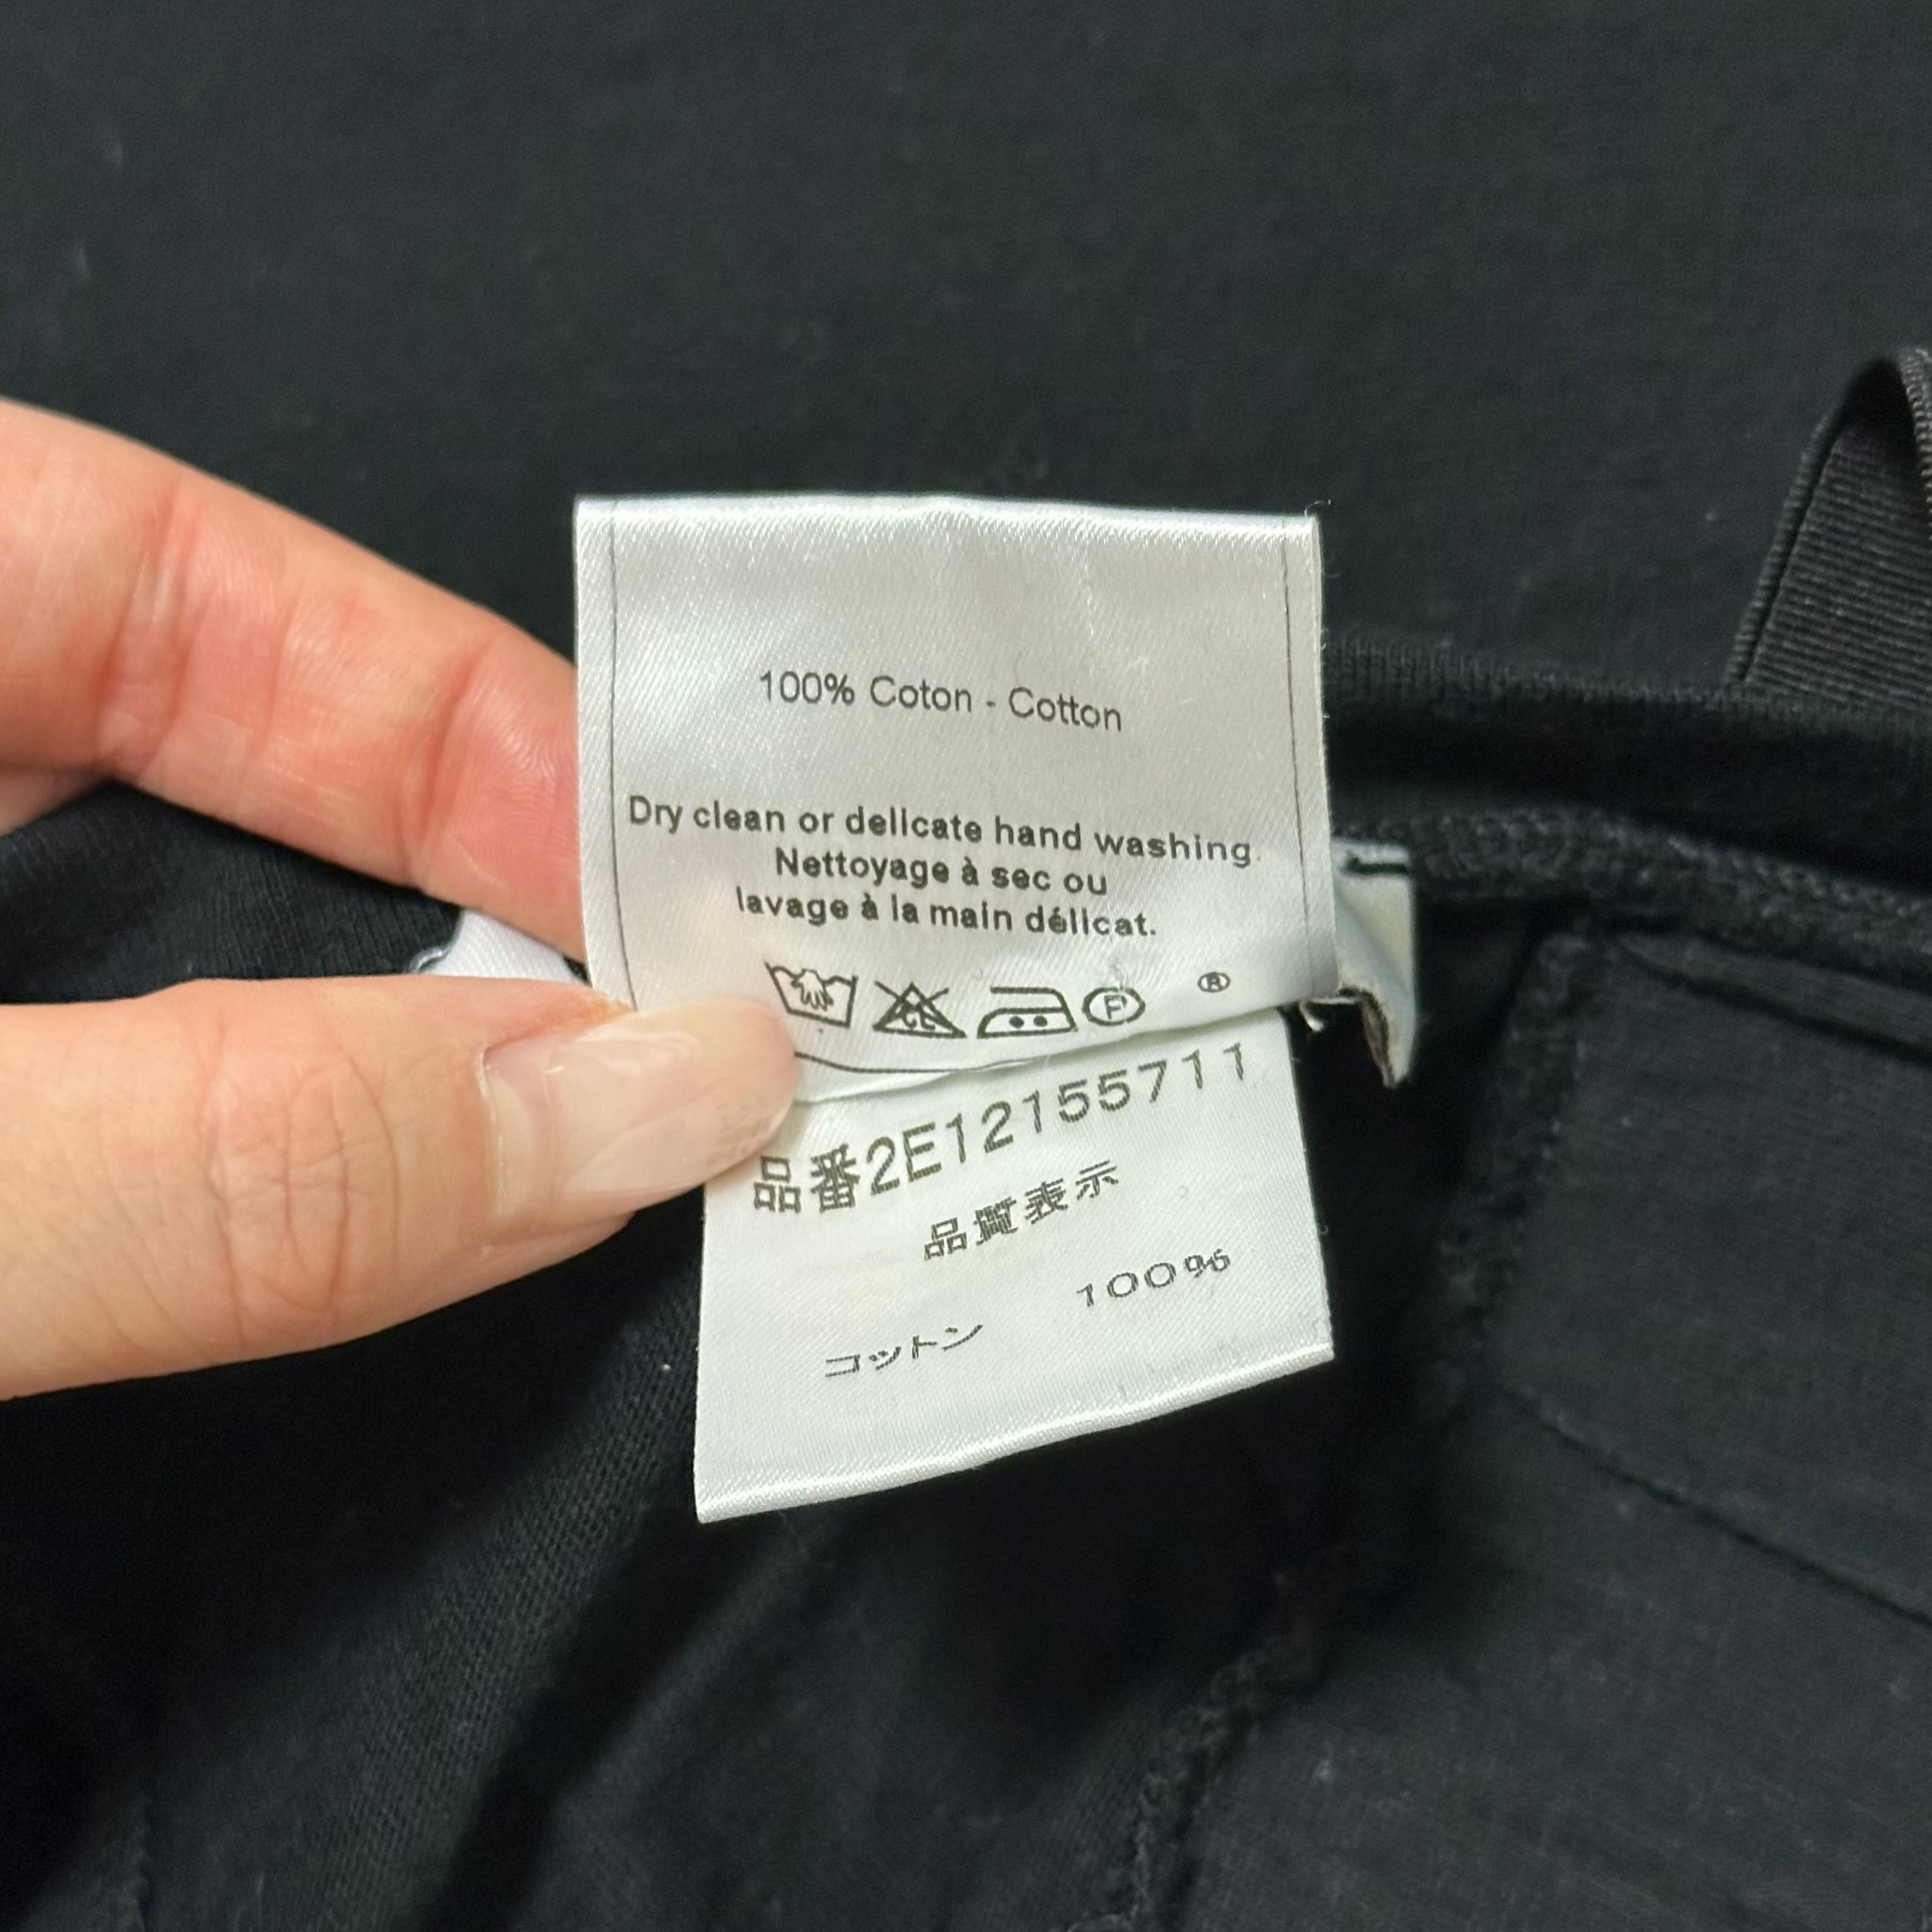 100% Coton - Cotton
Dry clean or delicate hand washing.
Nettoyage à sec ou
lavage à la main délicat.
CL P ®
品番2E12155711
品質表示
コットン 100%